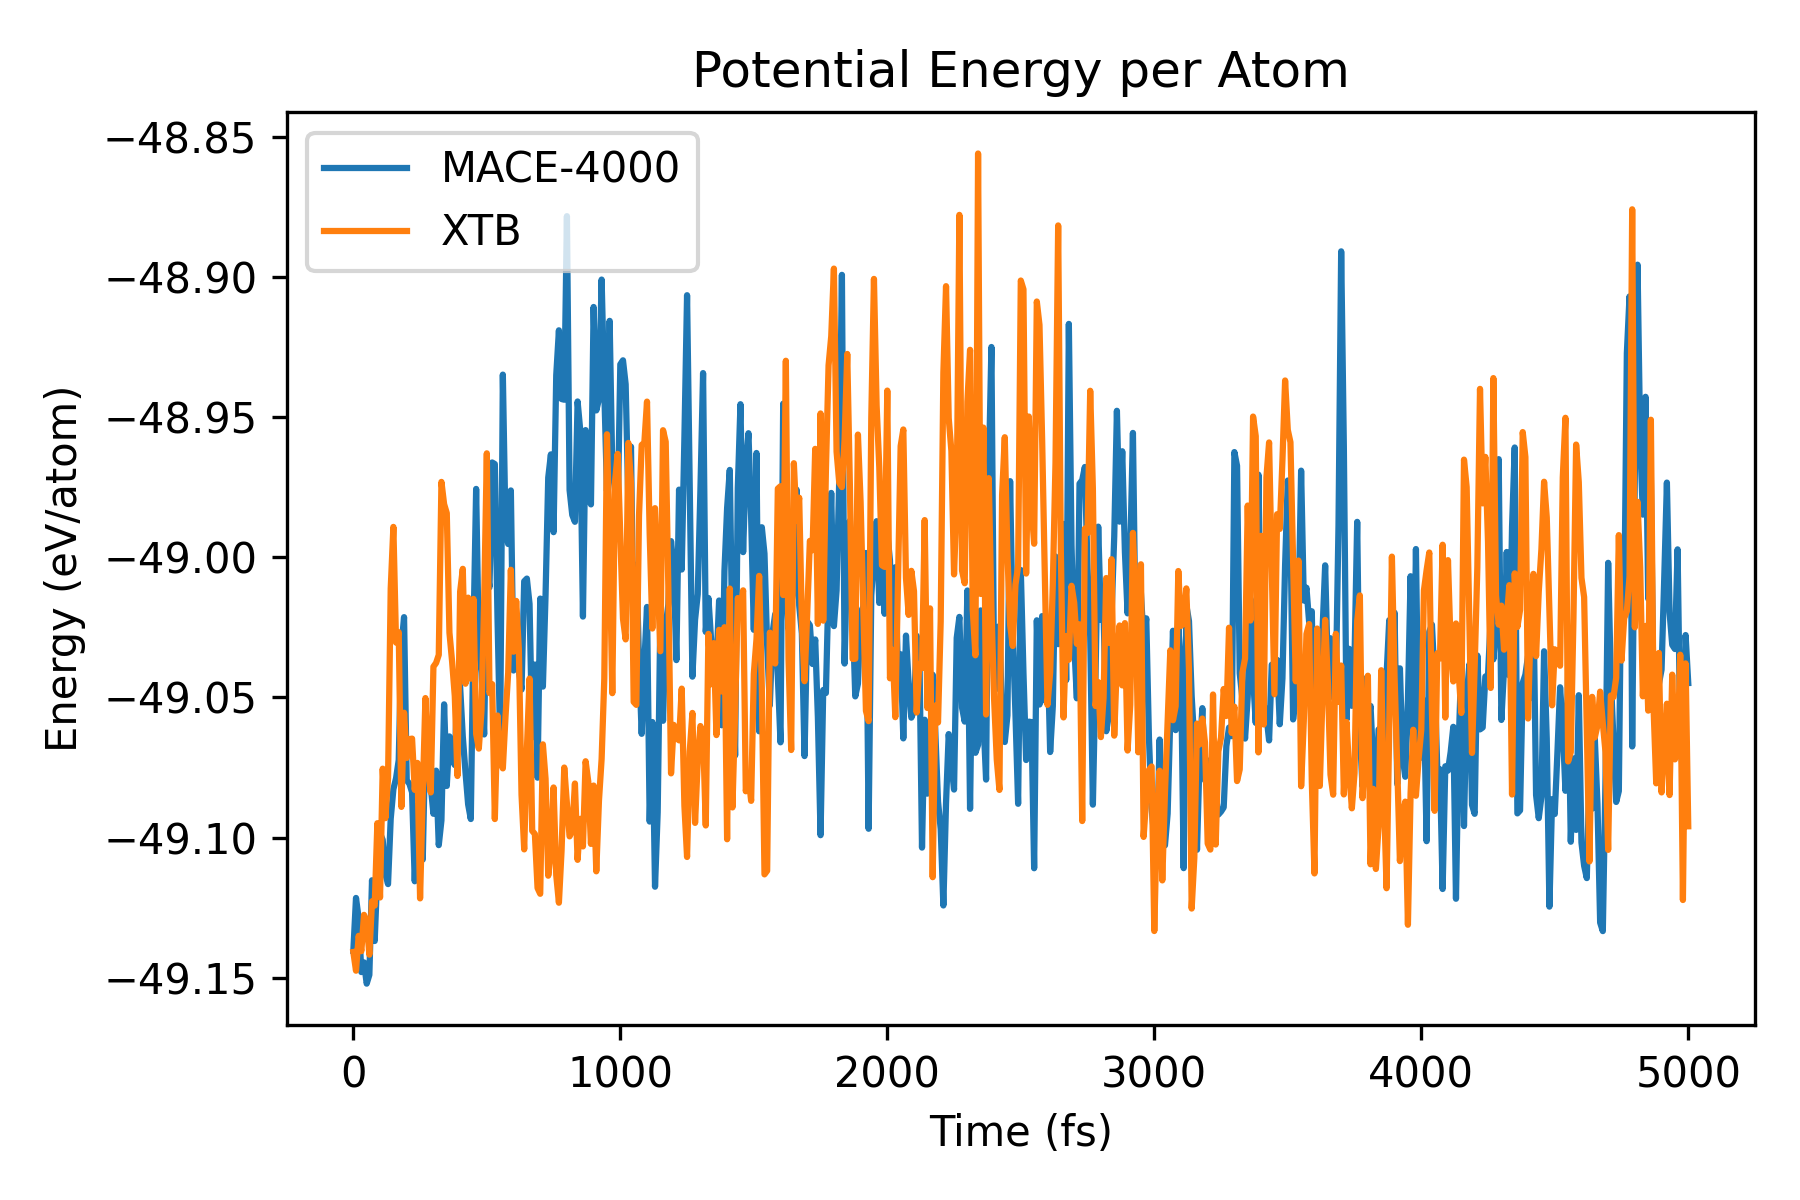 Potential Energy per Atom
MACE-4000
XTB
−48.85
−48.90
−48.95
−49.00
−49.05
−49.10
−49.15
Energy (eV/atom)
0 1000 2000 3000 4000 5000
Time (fs)